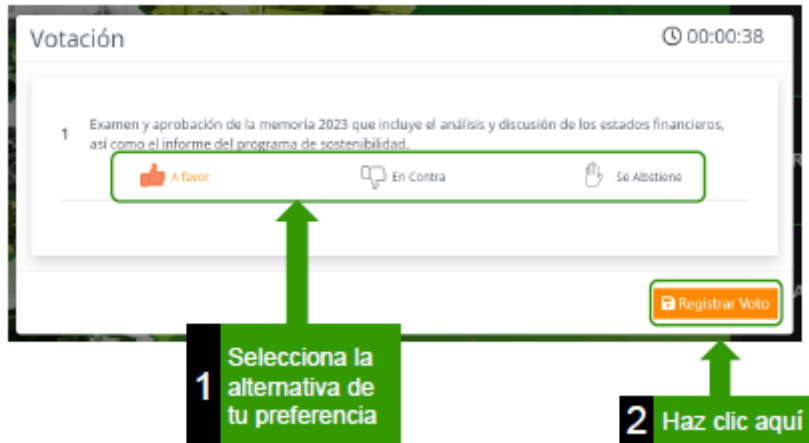 Votación
00:00:38
1 Examen y aprobación de la memoria 2023 que incluye el análisis y discusión de los estados financieros,
así como el informe del programa de sostenibilidad.
A favor En Contra Se Abstiene
Registrar Voto
1 Selecciona la
alternativa de
tu preferencia
2 Haz clic aquí